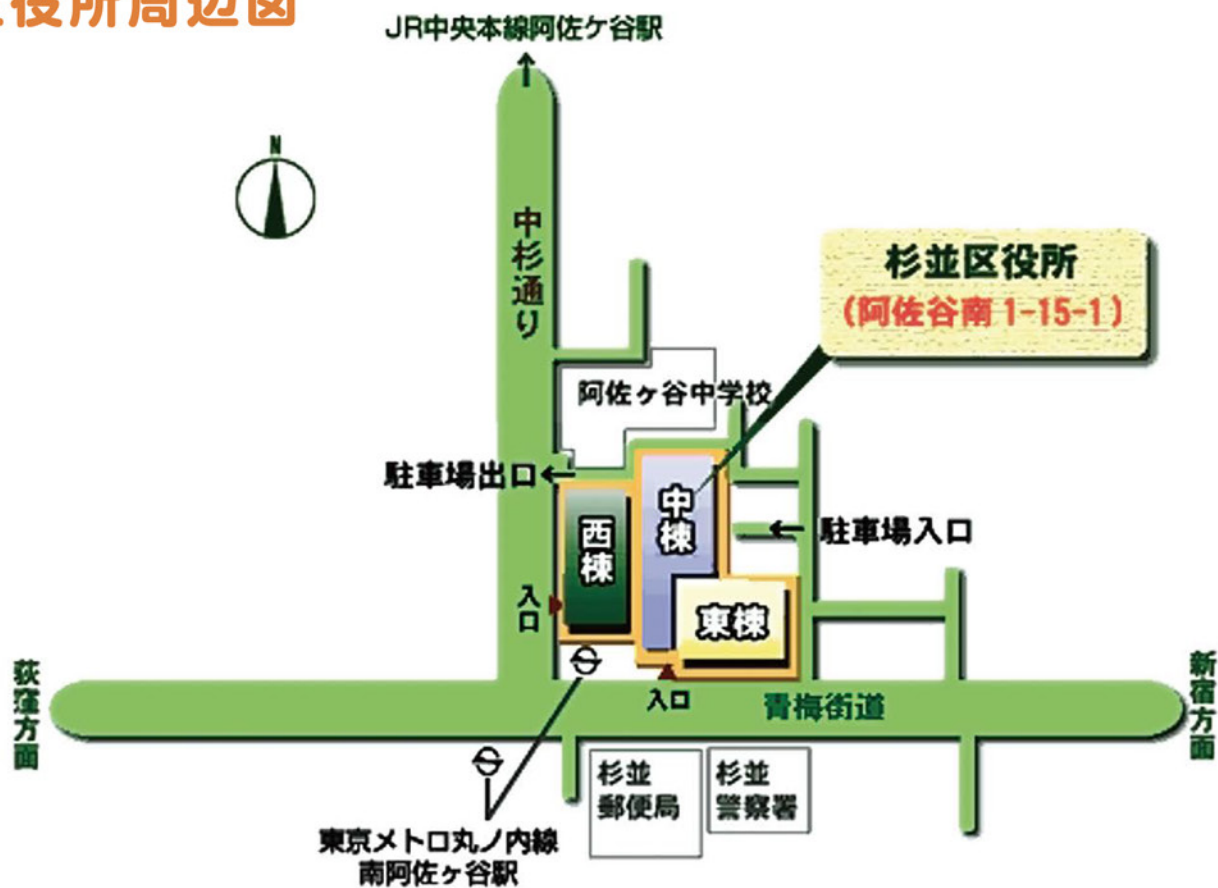 役所周辺図
JR中央本線阿佐ケ谷駅
N
中杉通り
杉並区役所
(阿佐谷南1-15-1)
阿佐ヶ谷中学校
駐車場出口
中棟
西棟
駐車場入口
入口
東棟
荻窪方面
新宿方面
入口
青梅街道
杉並
郵便局
杉並
警察署
東京メトロ丸ノ内線
南阿佐ヶ谷駅